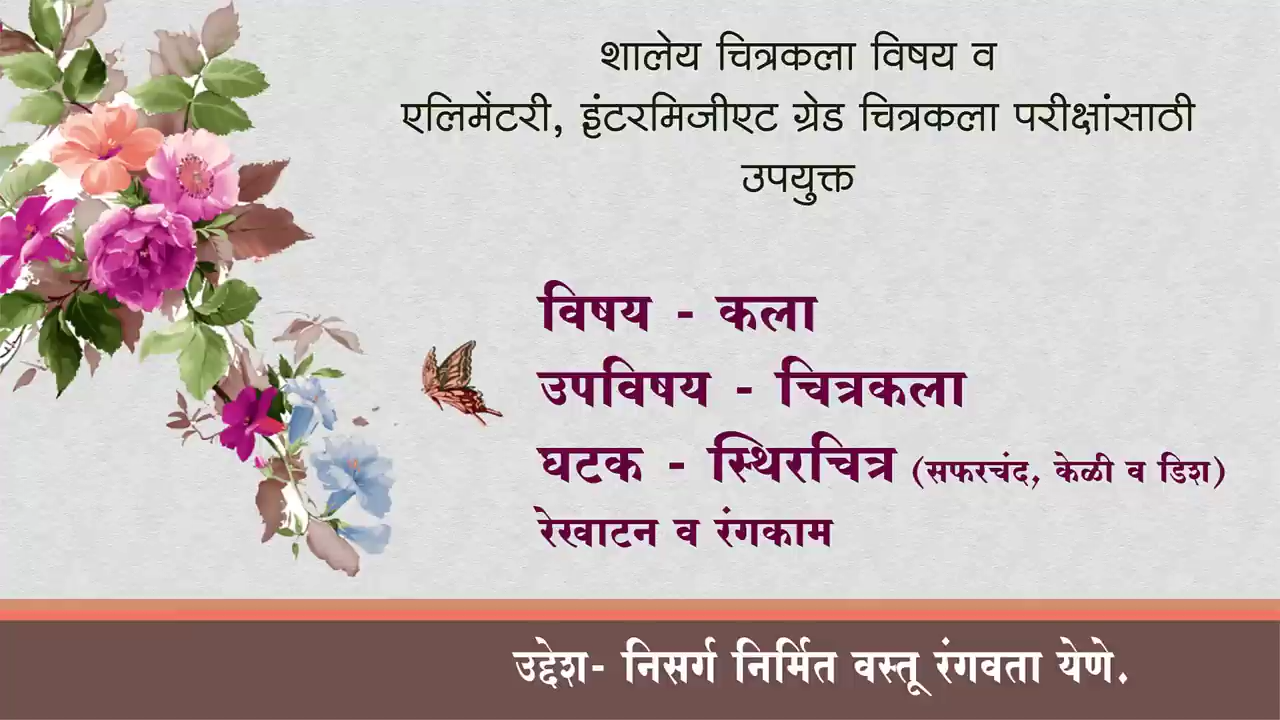 शालेय चित्रकला विषय व
एलिमेंटरी, इंटरमिजीएट ग्रेड चित्रकला परीक्षांसाठी
उपयुक्त
विषय - कला
उपविषय - चित्रकला
घटक - स्थिरचित्र (सफरचंद, केळी व डिश)
रेखाटन व रंगकाम
उद्देश- निसर्ग निर्मित वस्तू रंगवता येणे.